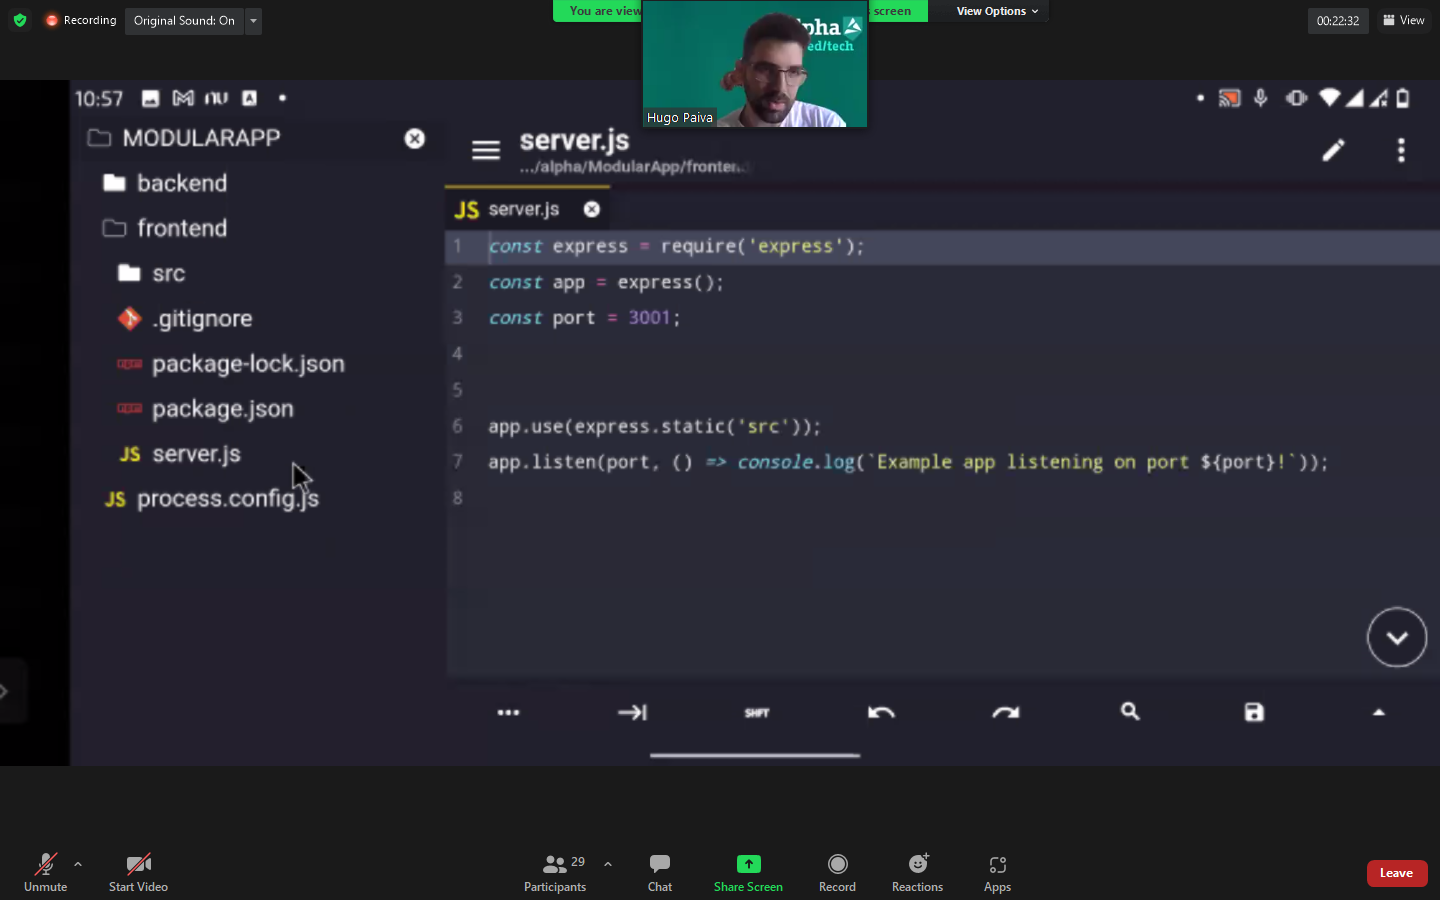 Recording
Original Sound: On
You are view
screen
View Options
00:22:32
View
pha
ed/tech
Hugo Paiva
10:57
MODULARAPP
backend
frontend
src
.gitignore
package-lock.json
package.json
JS server.js
JS process.config.js
server.js
.../alpha/ModularApp/fronten
JS server.js
1 const express = require('express');
2 const app = express();
3 const port = 3001;
4
5
6 app.use(express.static('src'));
7 app.listen(port, () => console.log(`Example app listening on port ${port}!`));
8
SHFT
Unmute
Start Video
29
Participants
Chat
Share Screen
Record
Reactions
Apps
Leave